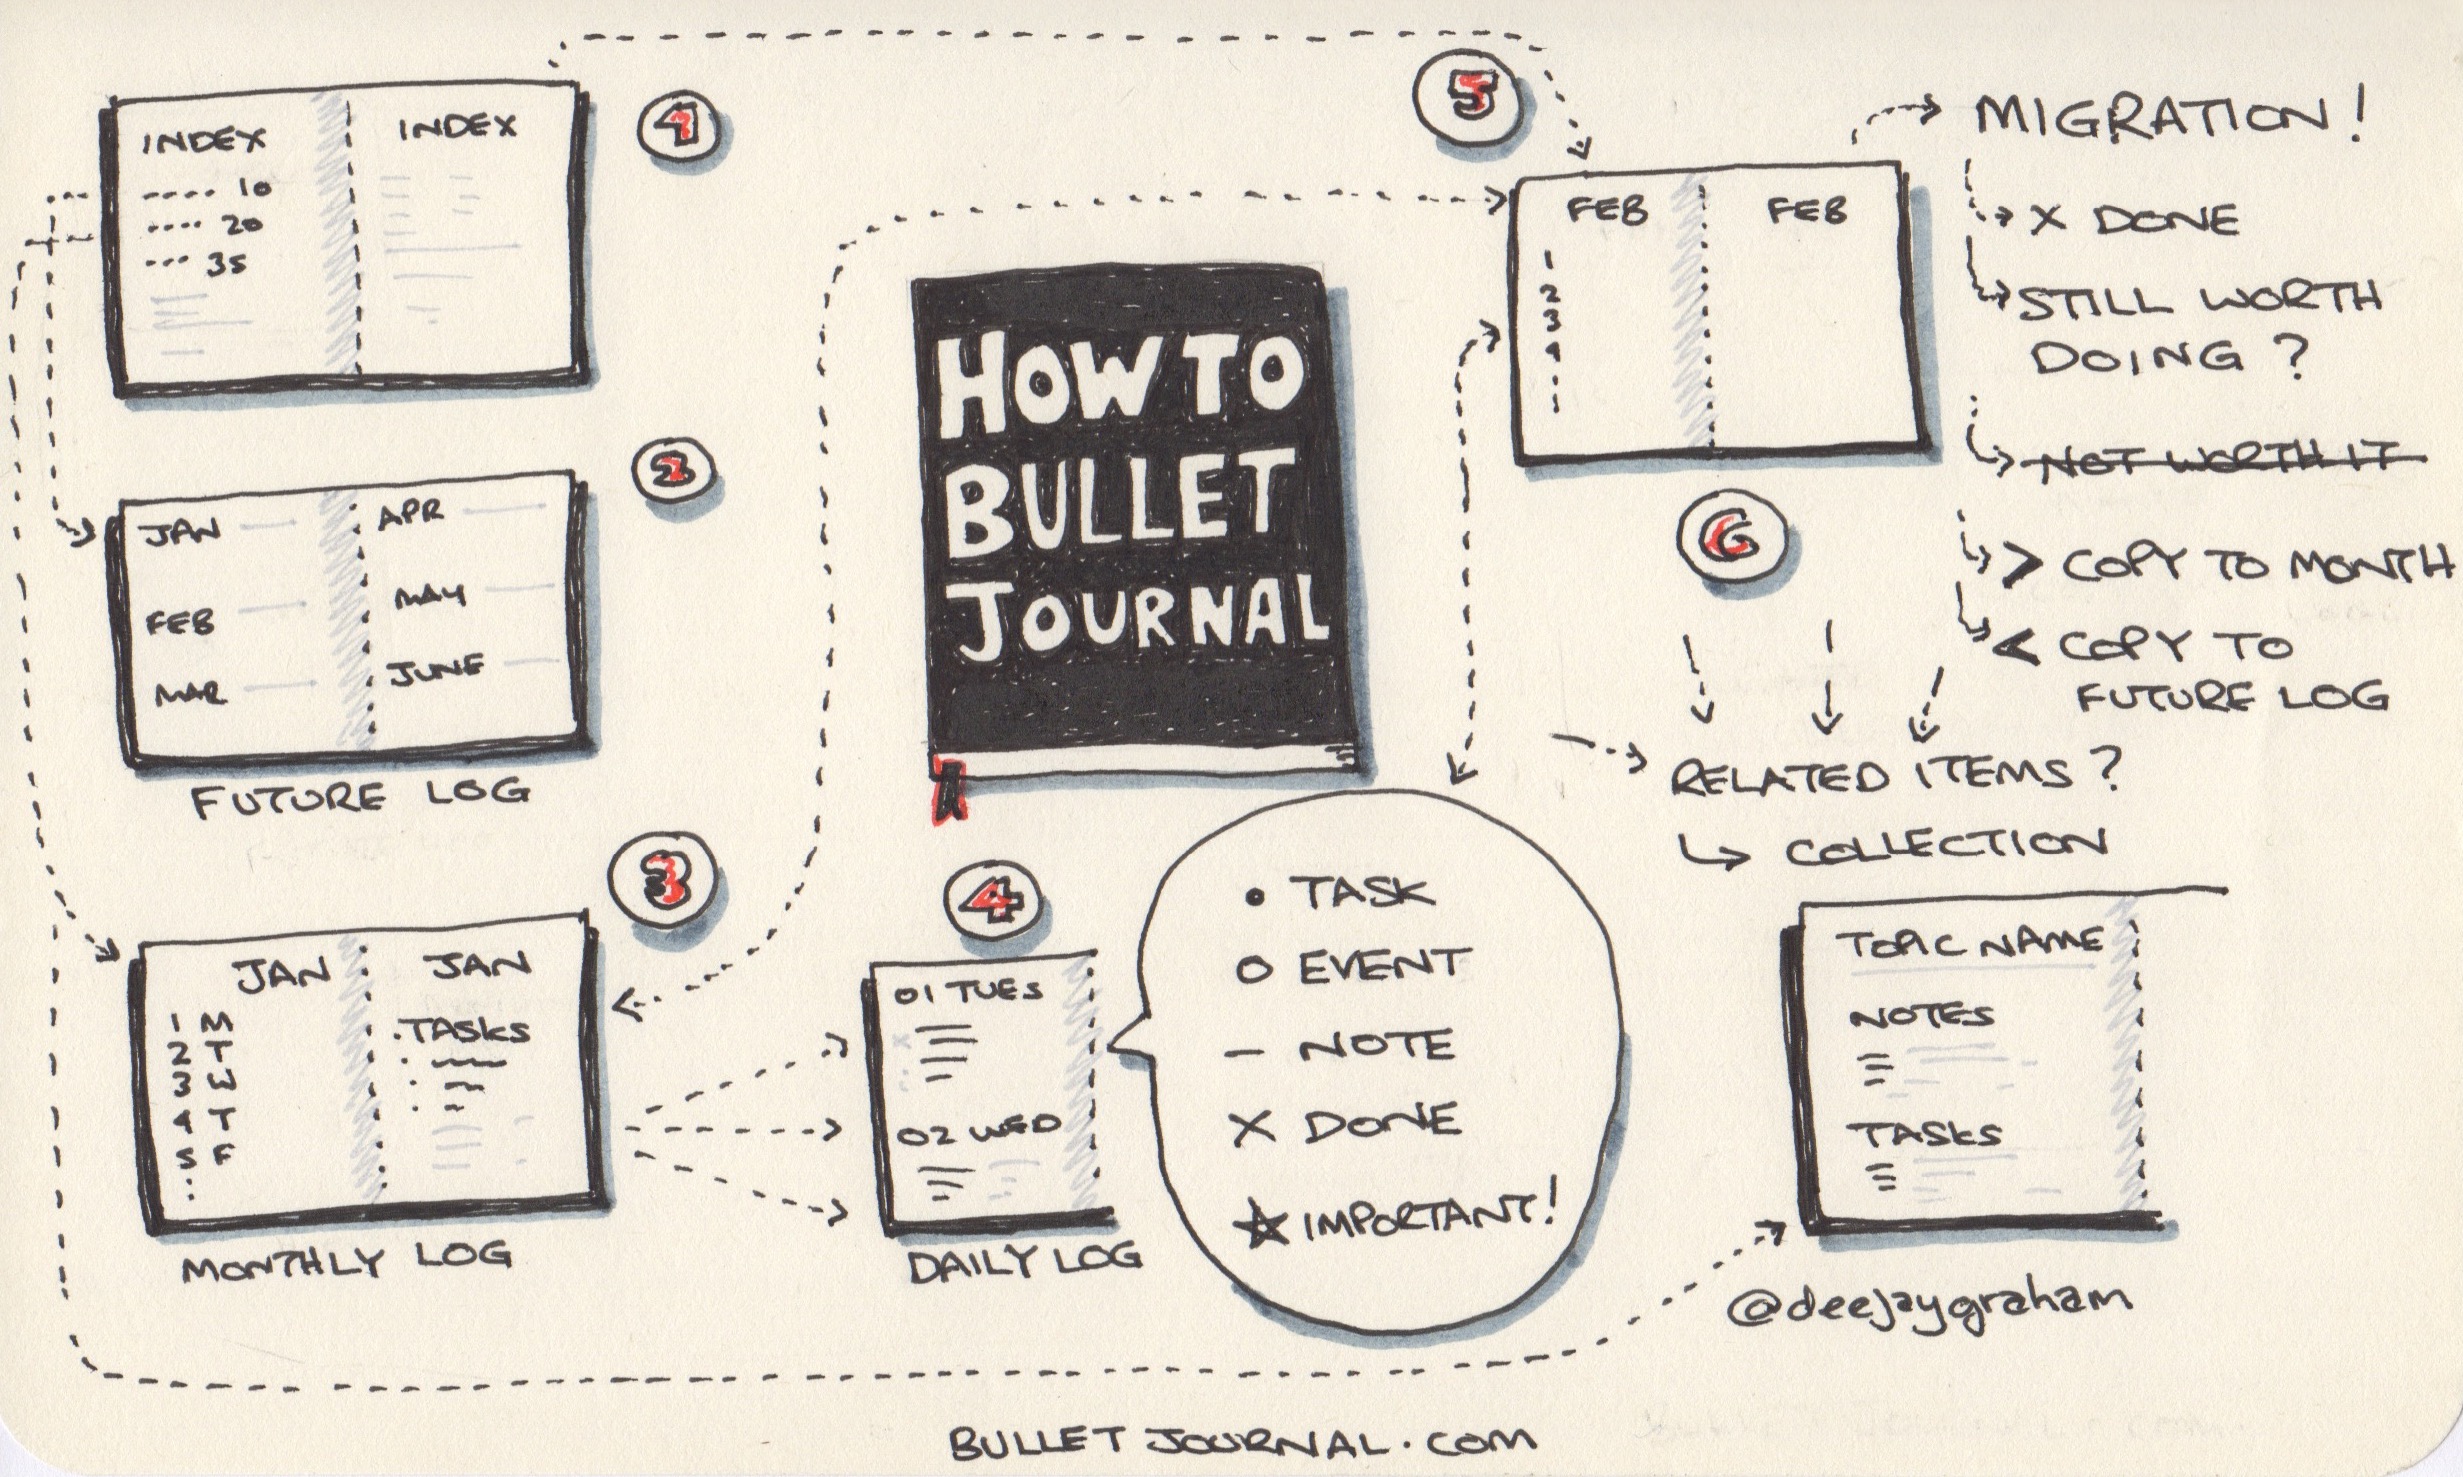 1
INDEX
---- 10
---- 20
--- 35
INDEX
2
JAN
FEB
MAR
APR
MAY
JUNE
FUTURE LOG
3
JAN
1 M
2 T
3 W
4 T
5 F
JAN
. TASKS
MONTHLY LOG
HOW TO
BULLET
JOURNAL
4
01 TUES
02 WED
DAILY LOG
• TASK
O EVENT
— NOTE
X DONE
☆ IMPORTANT!
5
FEB
1
2
3
4
FEB
MIGRATION!
X DONE
STILL WORTH
DOING?
NOT WORTH IT
> COPY TO MONTH
< COPY TO
FUTURE LOG
6
RELATED ITEMS?
↳ COLLECTION
TOPIC NAME
NOTES
TASKS
@deejaygraham
BULLET JOURNAL.COM